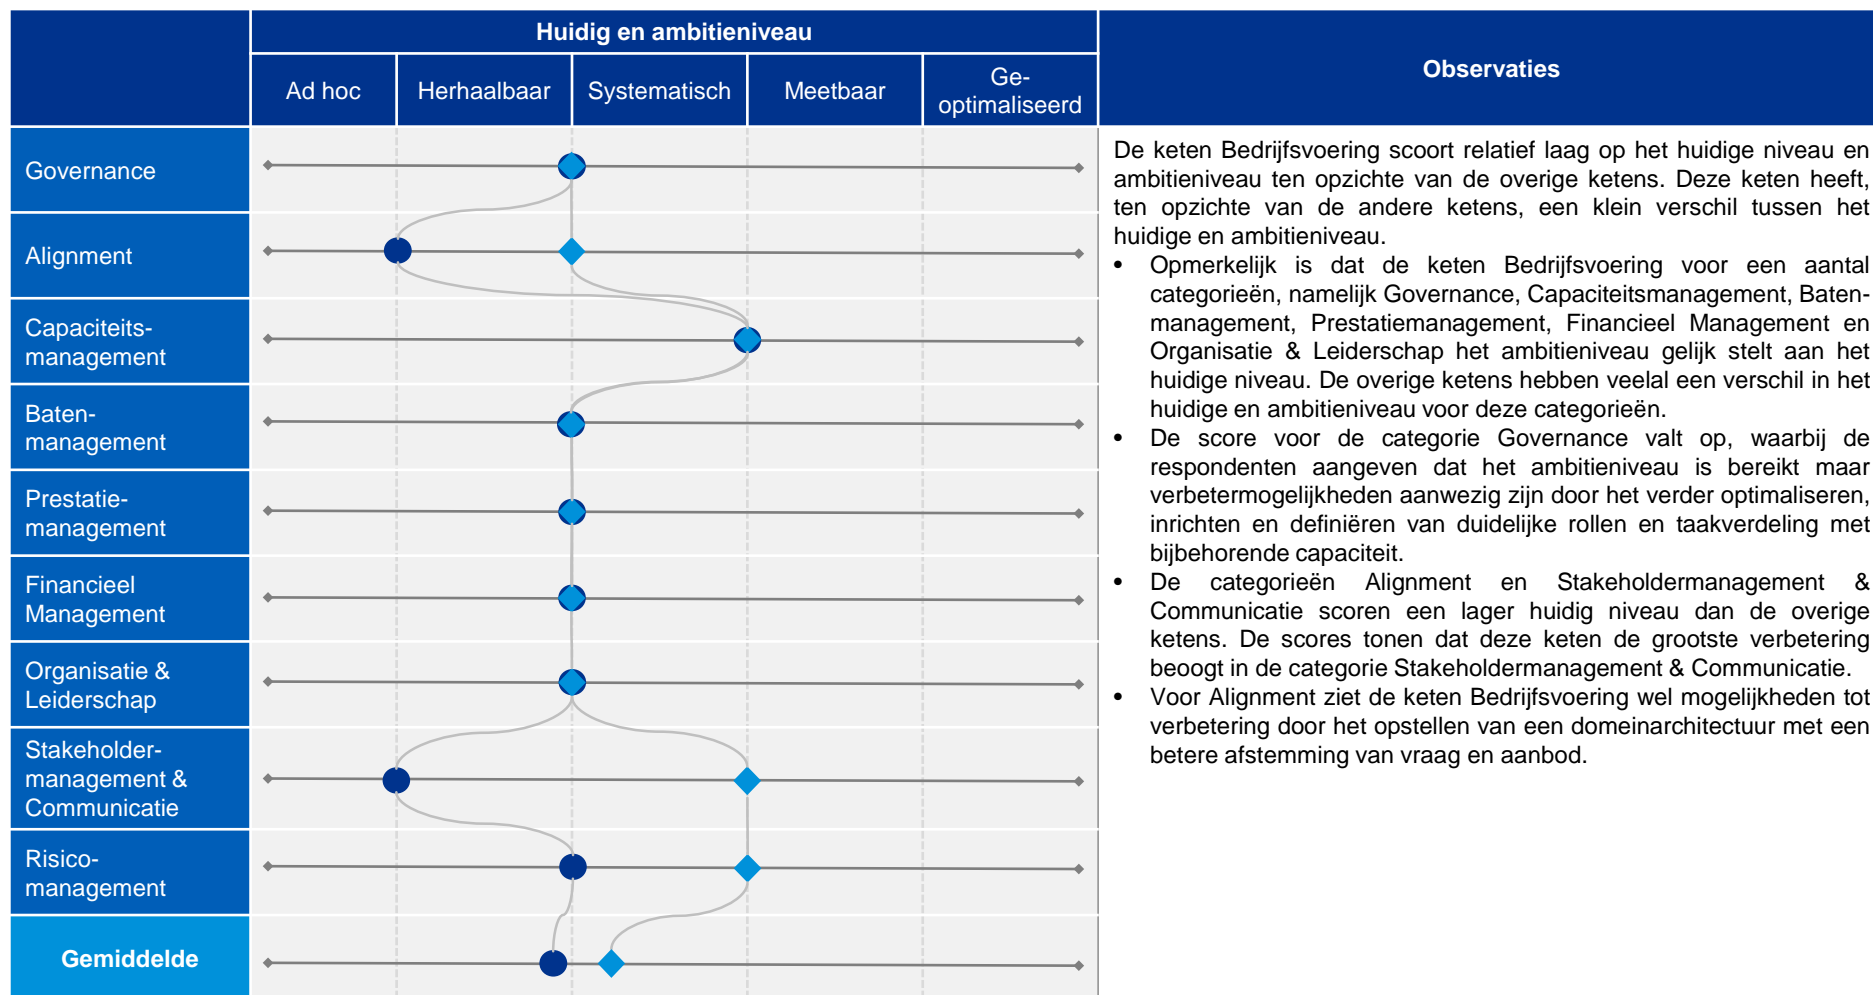 Huidig en ambitieniveau
Observaties
Ad hoc
Herhaalbaar
Systematisch
Meetbaar
Ge-
optimaliseerd
Governance
Alignment
Capaciteits-
management
Baten-
management
Prestatie-
management
Financieel
Management
Organisatie &
Leiderschap
Stakeholder-
management &
Communicatie
Risico-
management
Gemiddelde
De keten Bedrijfsvoering scoort relatief laag op het huidige niveau en
ambitieniveau ten opzichte van de overige ketens. Deze keten heeft,
ten opzichte van de andere ketens, een klein verschil tussen het
huidige en ambitieniveau.
• Opmerkelijk is dat de keten Bedrijfsvoering voor een aantal
categorieën, namelijk Governance, Capaciteitsmanagement, Baten-
management, Prestatiemanagement, Financieel Management en
Organisatie & Leiderschap het ambitieniveau gelijk stelt aan het
huidige niveau. De overige ketens hebben veelal een verschil in het
huidige en ambitieniveau voor deze categorieën.
• De score voor de categorie Governance valt op, waarbij de
respondenten aangeven dat het ambitieniveau is bereikt maar
verbetermogelijkheden aanwezig zijn door het verder optimaliseren,
inrichten en definiëren van duidelijke rollen en taakverdeling met
bijbehorende capaciteit.
• De categorieën Alignment en Stakeholdermanagement &
Communicatie scoren een lager huidig niveau dan de overige
ketens. De scores tonen dat deze keten de grootste verbetering
beoogt in de categorie Stakeholdermanagement & Communicatie.
• Voor Alignment ziet de keten Bedrijfsvoering wel mogelijkheden tot
verbetering door het opstellen van een domeinarchitectuur met een
betere afstemming van vraag en aanbod.